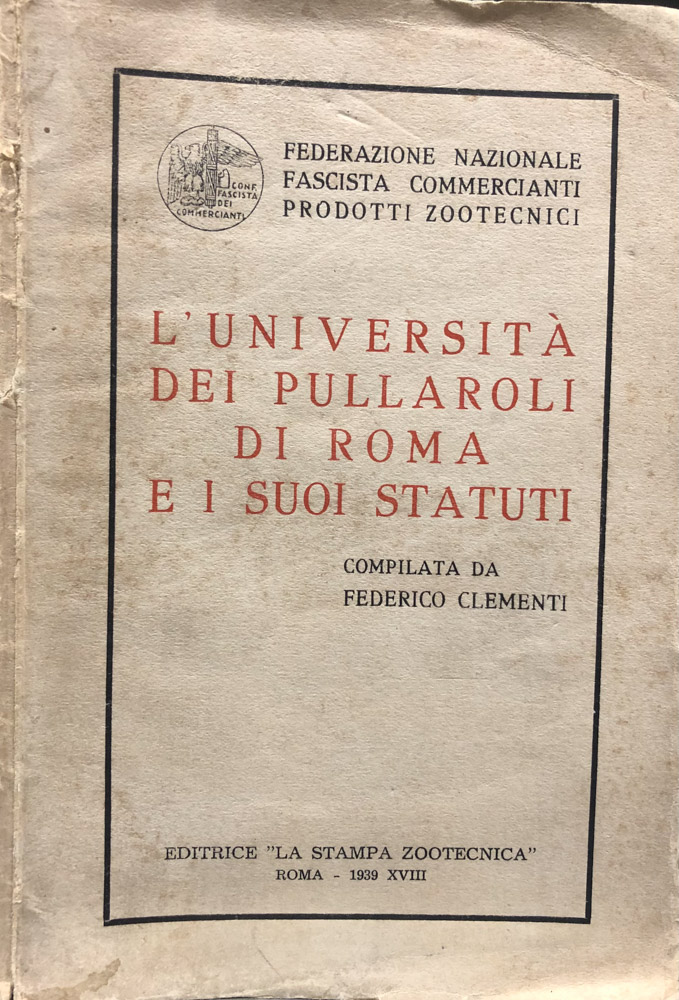 CONF.
FASCISTA
DEI
COMMERCIANTI
FEDERAZIONE NAZIONALE
FASCISTA COMMERCIANTI
PRODOTTI ZOOTECNICI
L'UNIVERSITÀ
DEI PULLAROLI
DI ROMA
E I SUOI STATUTI
COMPILATA DA
FEDERICO CLEMENTI
EDITRICE "LA STAMPA ZOOTECNICA"
ROMA - 1939 XVIII